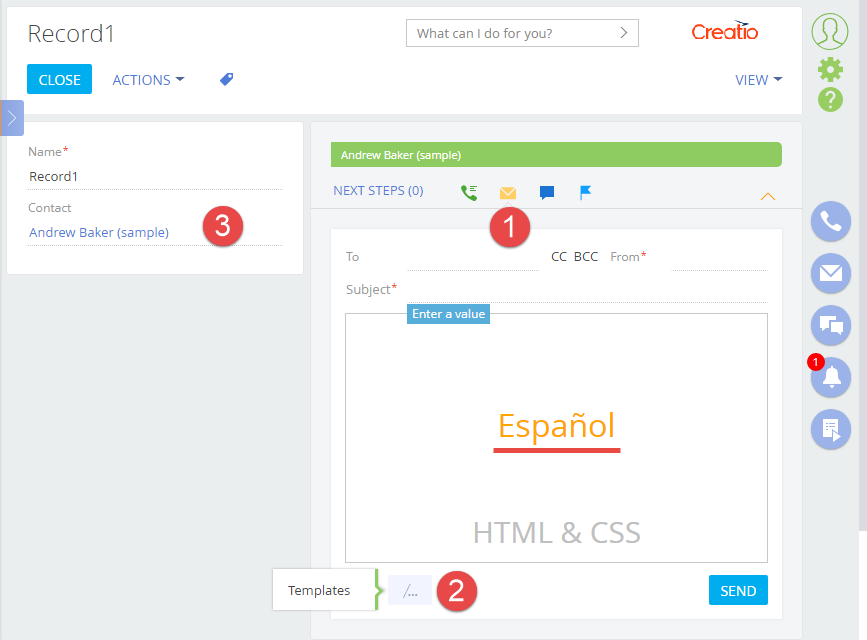 Record1
What can I do for you?
Creatio
CLOSE
ACTIONS
VIEW
Name*
Record1
Contact
Andrew Baker (sample)
3
Andrew Baker (sample)
NEXT STEPS (0)
1
To
CC BCC From*
Subject*
Enter a value
Español
HTML & CSS
Templates
/...
2
SEND
?
1